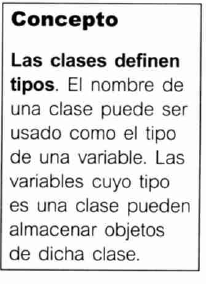 Concepto
Las clases definen
tipos. El nombre de
una clase puede ser
usado como el tipo
de una variable. Las
variables cuyo tipo
es una clase pueden
almacenar objetos
de dicha clase.